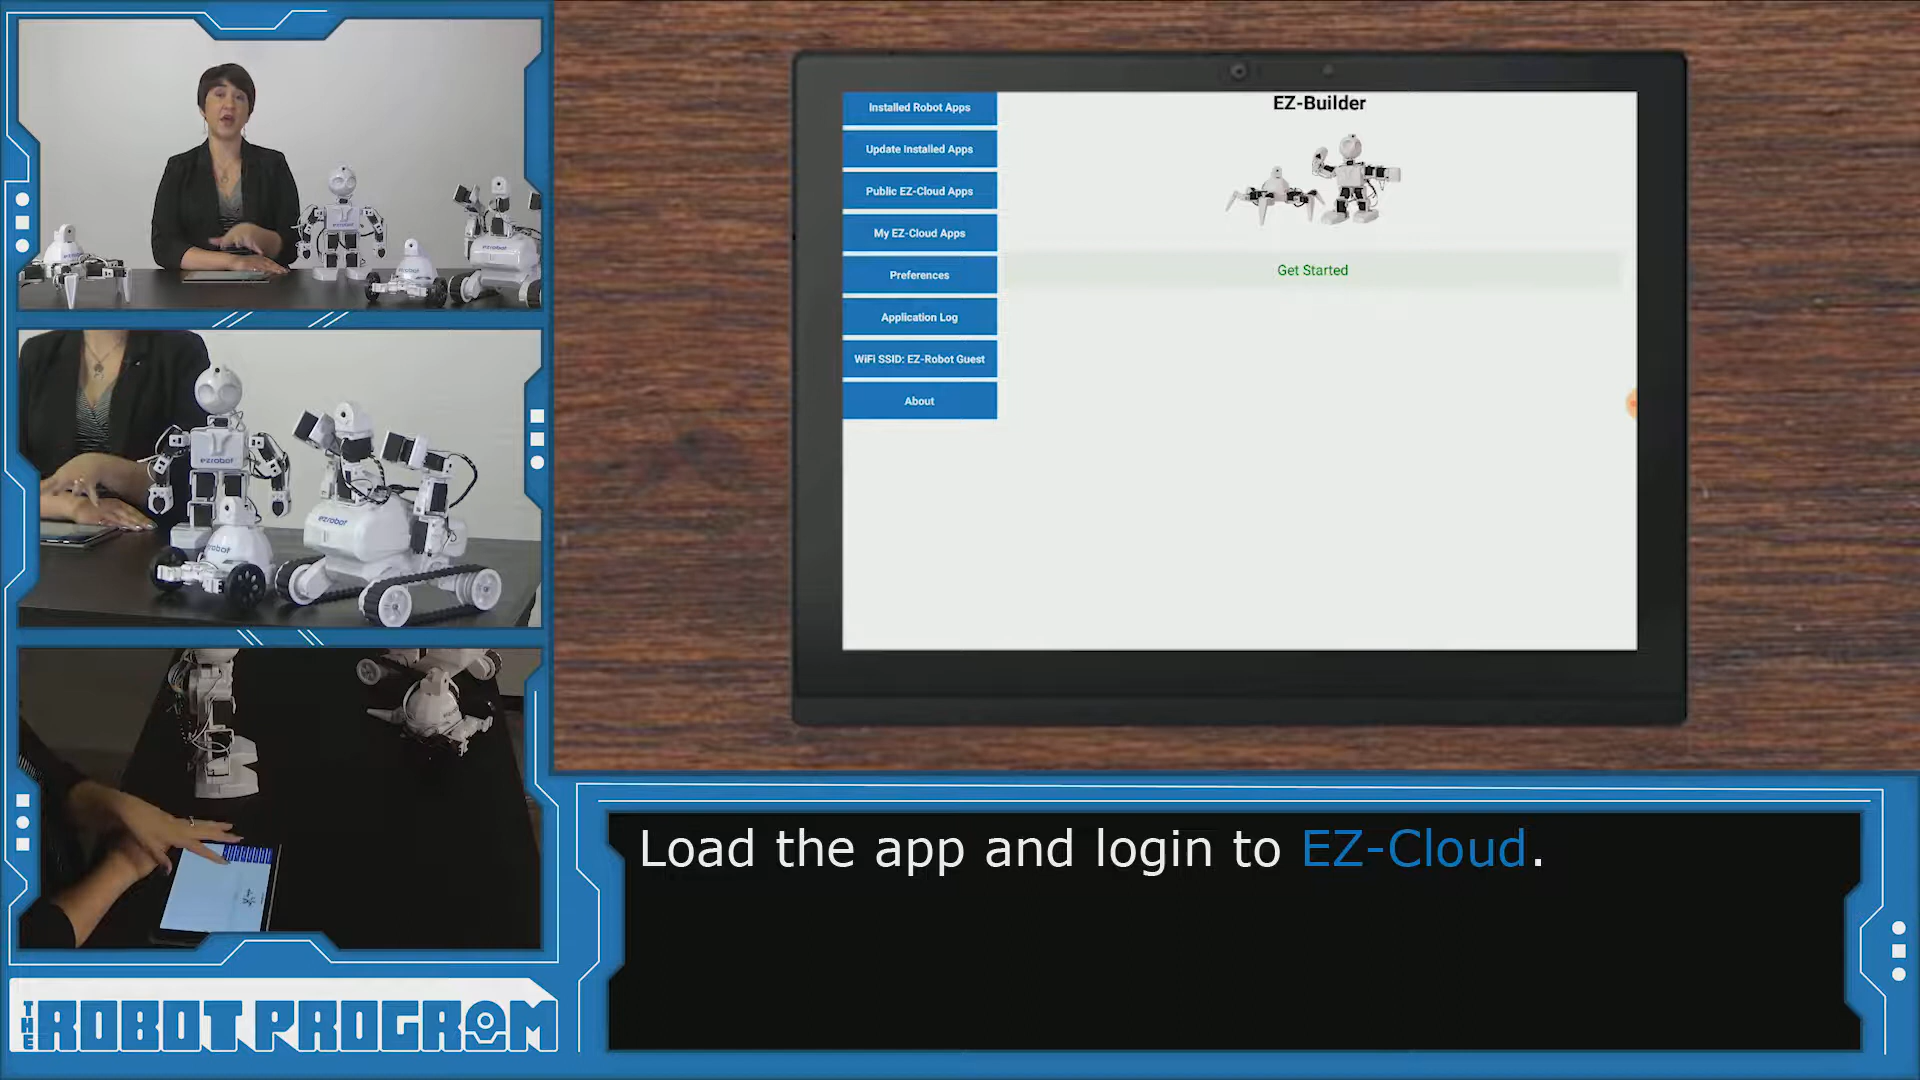 Installed Robot Apps
Update Installed Apps
Public EZ-Cloud Apps
My EZ-Cloud Apps
Preferences
Application Log
WiFi SSID: EZ-Robot Guest
About
EZ-Builder
Get Started
ezrobot
ezrobot
Load the app and login to EZ-Cloud.
THE ROBOT PROGRAM